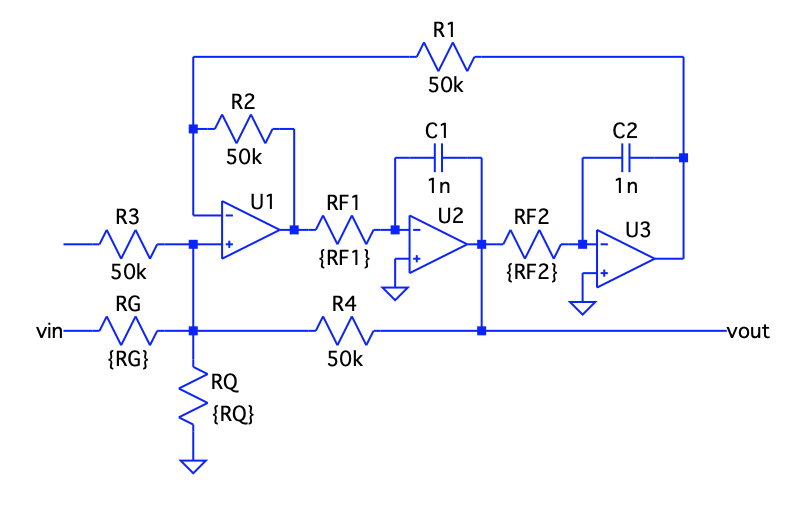 R1
50k
R2
50k
C1
1n
C2
1n
U1
RF1
{RF1}
U2
RF2
{RF2}
U3
R3
50k
- +
- +
- +
RG
{RG}
vin
R4
50k
vout
RQ
{RQ}